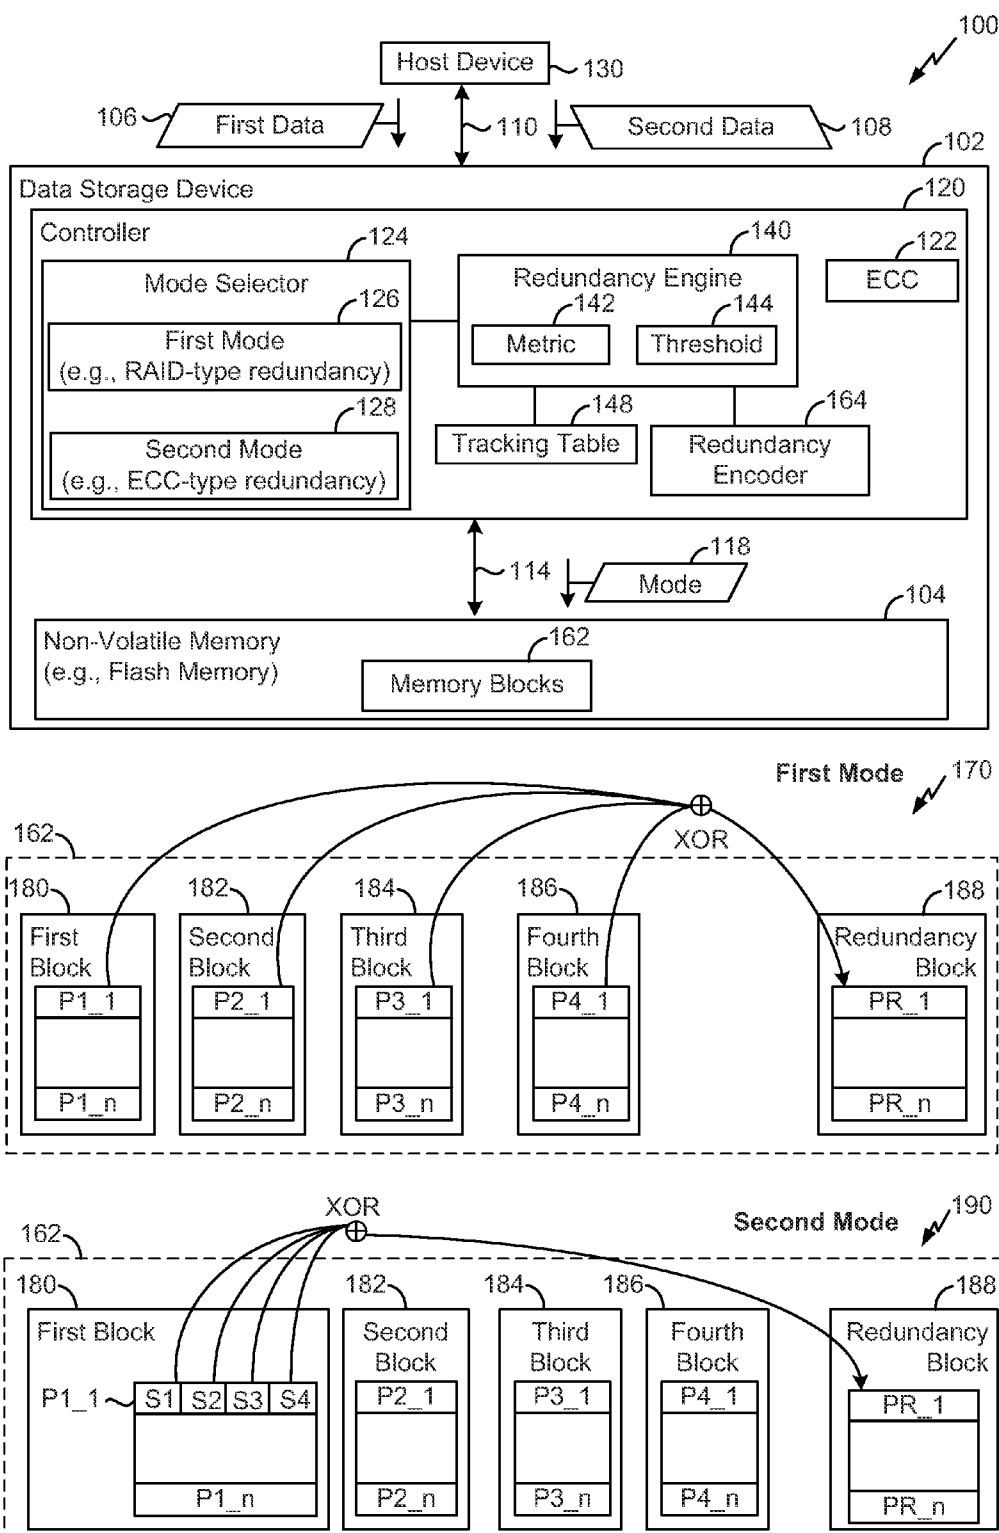 100
Host Device
130
106
First Data
110
Second Data
108
102
Data Storage Device
120
Controller
124
140
122
Mode Selector
Redundancy Engine
ECC
126
142
144
First Mode
(e.g., RAID-type redundancy)
Metric
Threshold
128
148
164
Second Mode
(e.g., ECC-type redundancy)
Tracking Table
Redundancy
Encoder
114
118
Mode
104
Non-Volatile Memory
(e.g., Flash Memory)
162
Memory Blocks
First Mode
170
XOR
162
180
182
184
186
188
First
Block
Second
Block
Third
Block
Fourth
Block
Redundancy
Block
P1_1
P2_1
P3_1
P4_1
PR_1
P1_n
P2_n
P3_n
P4_n
PR_n
XOR
Second Mode
190
162
180
182
184
186
188
First Block
Second
Block
Third
Block
Fourth
Block
Redundancy
Block
P1_1
S1
S2
S3
S4
P2_1
P3_1
P4_1
PR_1
P1_n
P2_n
P3_n
P4_n
PR_n